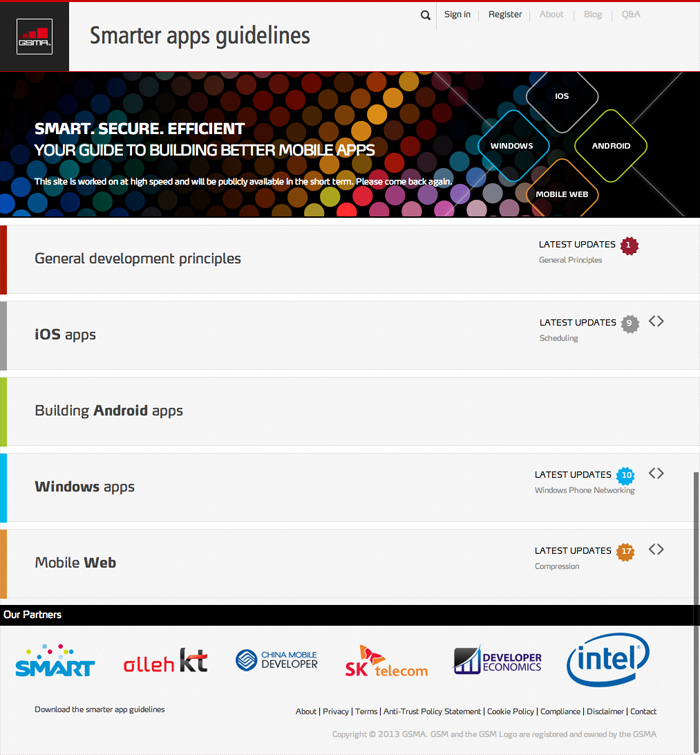 GSMA
Smarter apps guidelines
Sign in | Register | About | Blog | Q&A
SMART. SECURE. EFFICIENT
YOUR GUIDE TO BUILDING BETTER MOBILE APPS
This site is worked on at high speed and will be publicly available in the short term. Please come back again.
IOS
WINDOWS
ANDROID
MOBILE WEB
General development principles
LATEST UPDATES 1
General Principles
iOS apps
LATEST UPDATES 9
Scheduling
Building Android apps
Windows apps
LATEST UPDATES 10
Windows Phone Networking
Mobile Web
LATEST UPDATES 17
Compression
Our Partners
SMART
olleh kt
CHINA MOBILE
DEVELOPER
SK telecom
DEVELOPER
ECONOMICS
intel
Download the smarter app guidelines
About | Privacy | Terms | Anti-Trust Policy Statement | Cookie Policy | Compliance | Disclaimer | Contact
Copyright © 2013 GSMA. GSM and the GSM Logo are registered and owned by the GSMA